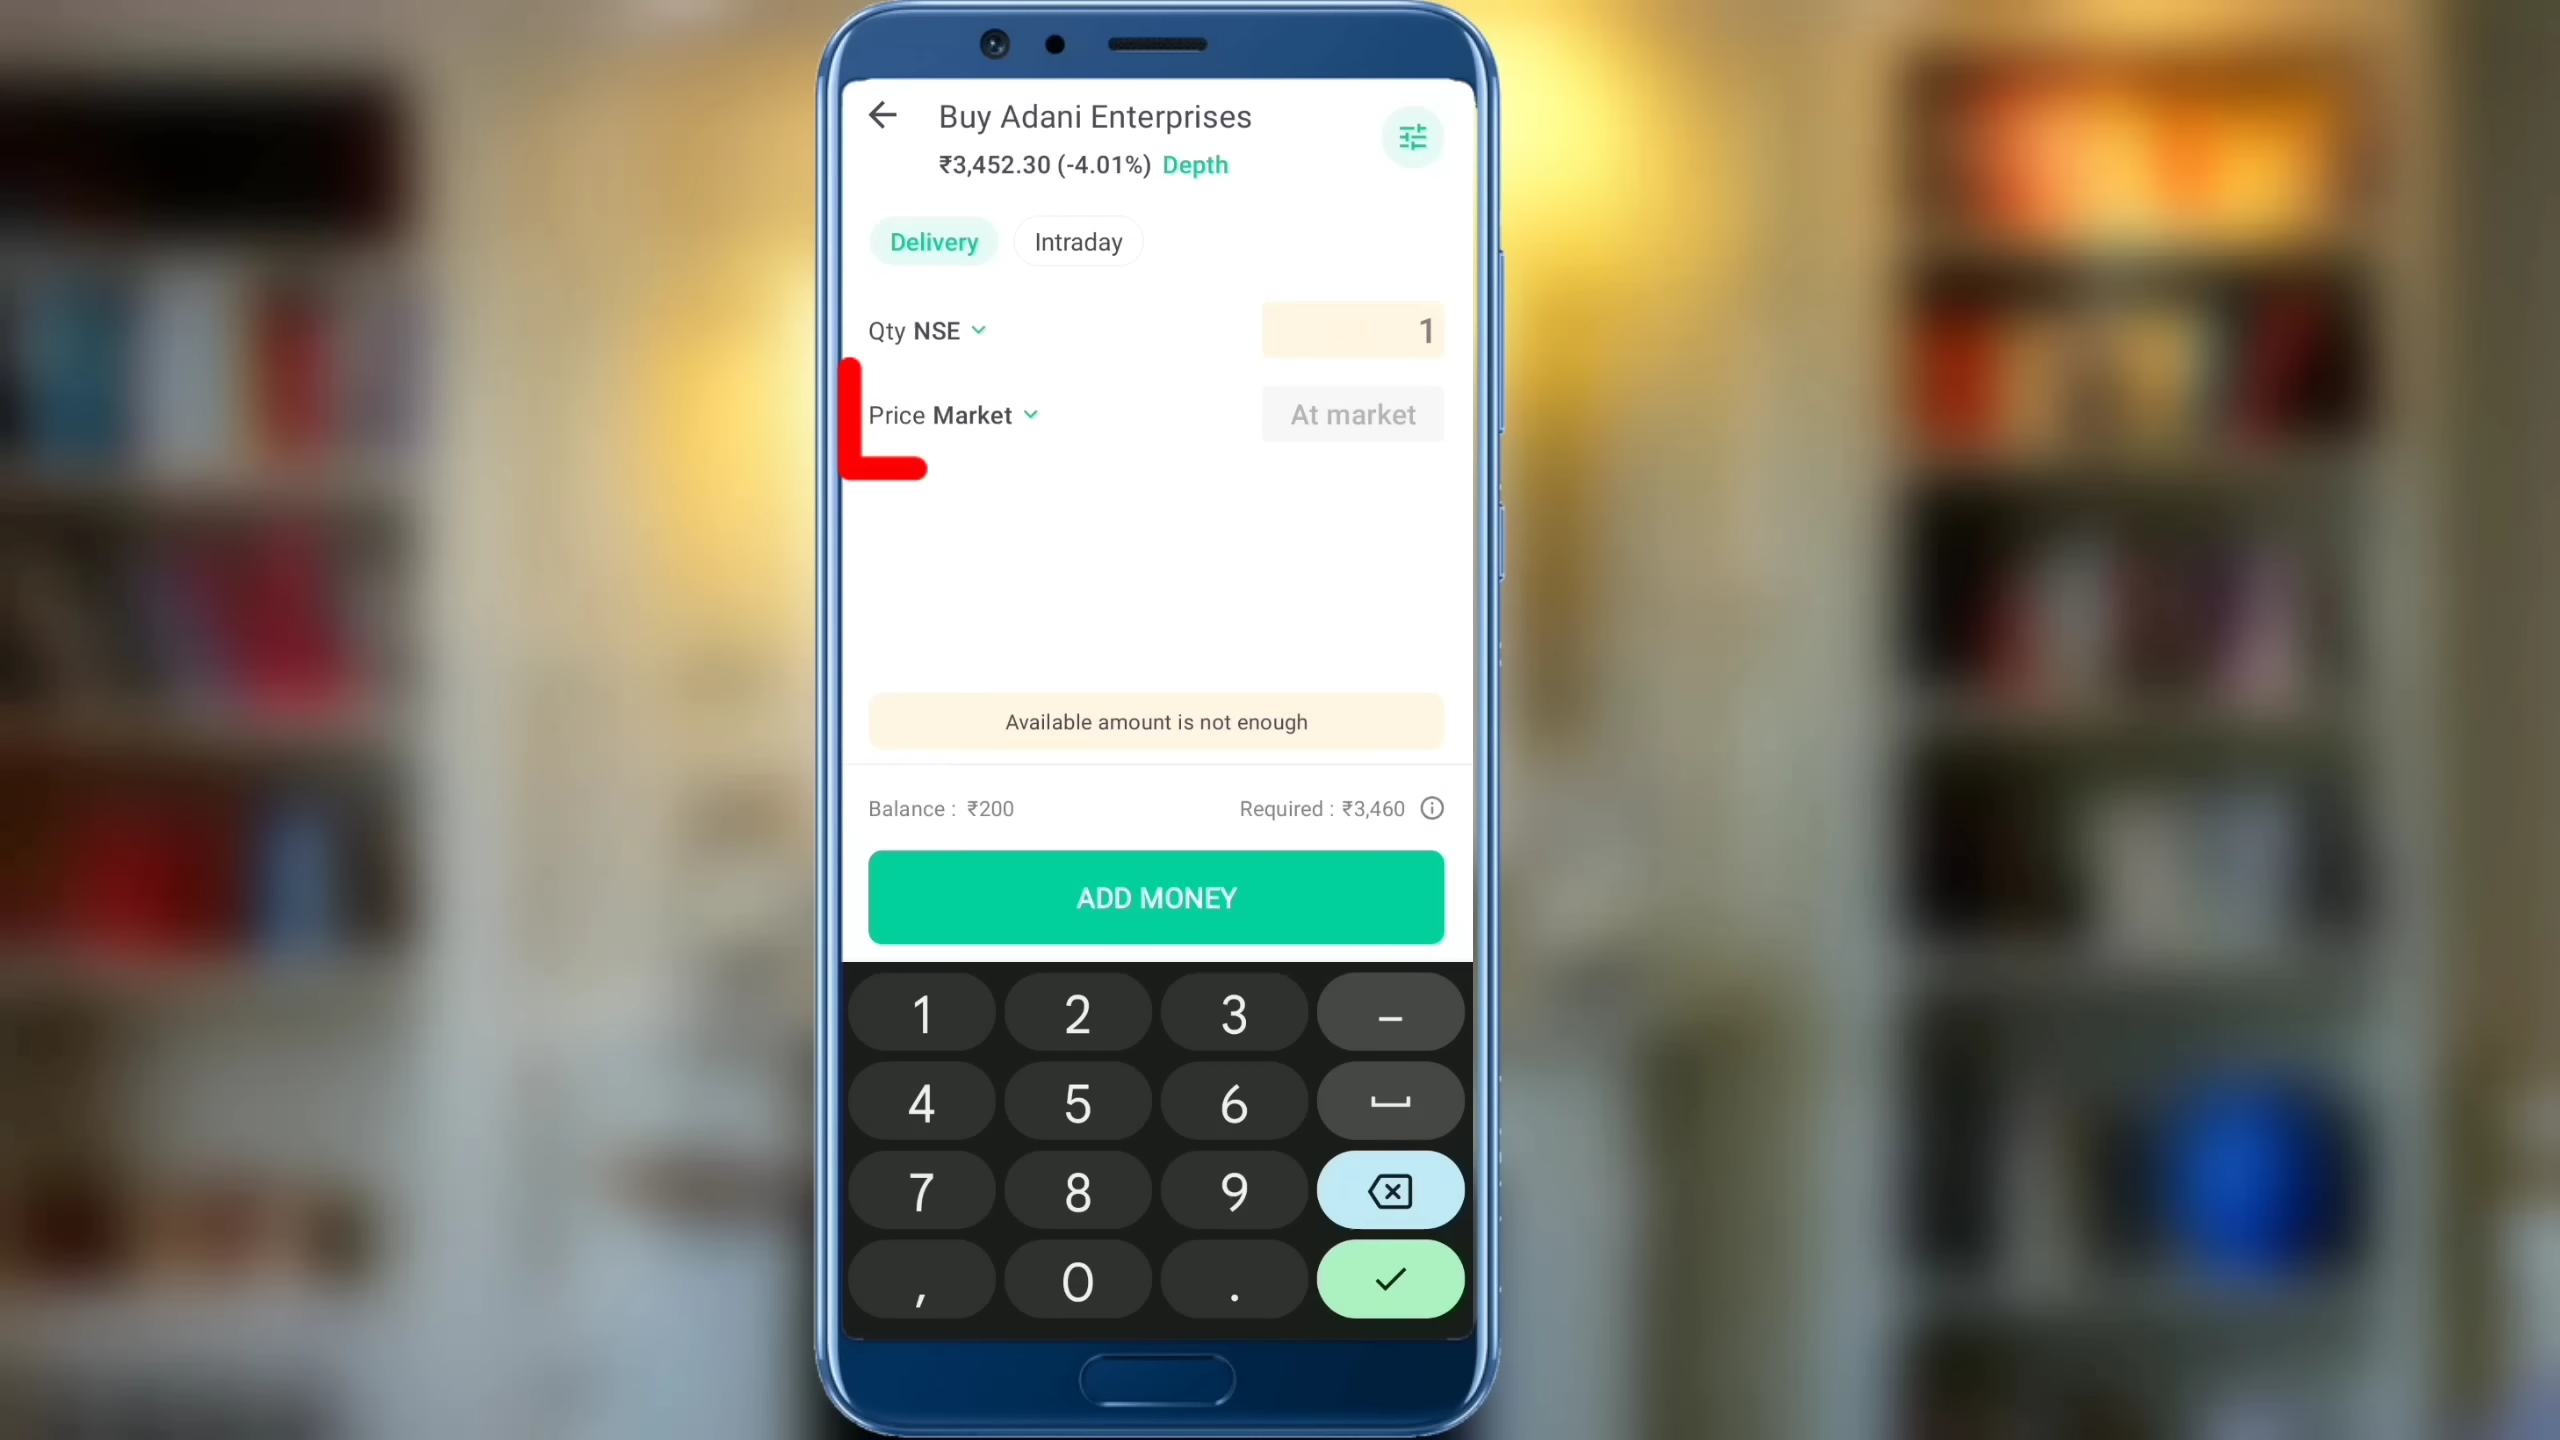 Buy Adani Enterprises
₹3,452.30 (-4.01%) Depth
Delivery Intraday
Qty NSE 1
Price Market At market
Available amount is not enough
Balance : ₹200 Required : ₹3,460
ADD MONEY
1 2 3 –
4 5 6
7 8 9
, 0 .